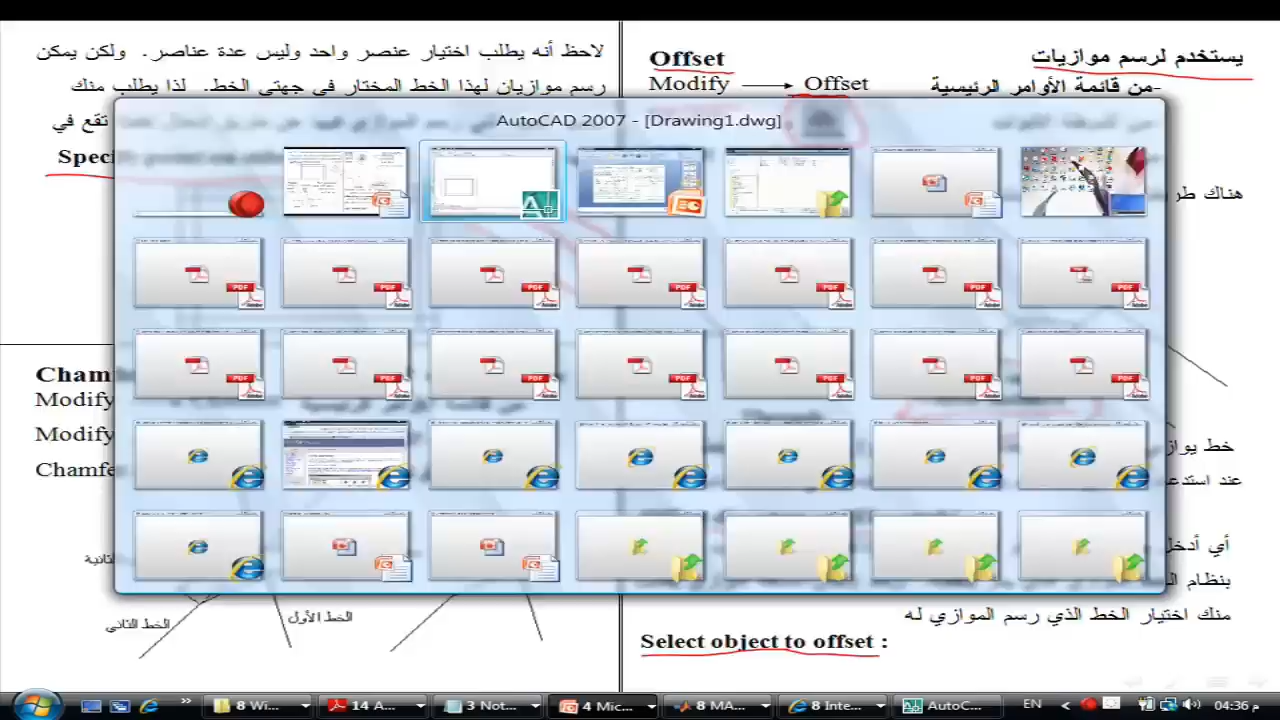 لاحظ أنه يطلب اختيار عنصر واحد وليس عدة عناصر. ولكن يمكن
رسم موازيان لهذا الخط المختار في جهتي الخط. لذا يطلب منك
تقع في
Speci
Cham
Modify
Modify
Chamfe
الخط الثاني
الخط الأول
Offset
يستخدم لرسم موازيات
Modify → Offset
-من قائمة الأوامر الرئيسية
هناك طر
خط يواز
عند استدع
أي أدخل
بنظام ال
منك اختيار الخط الذي رسم الموازي له
Select object to offset :
AutoCAD 2007 - [Drawing1.dwg]
8 Wi...
14 A...
3 Not...
4 Mic...
8 MA...
8 Inte...
AutoC...
EN
04:36 م